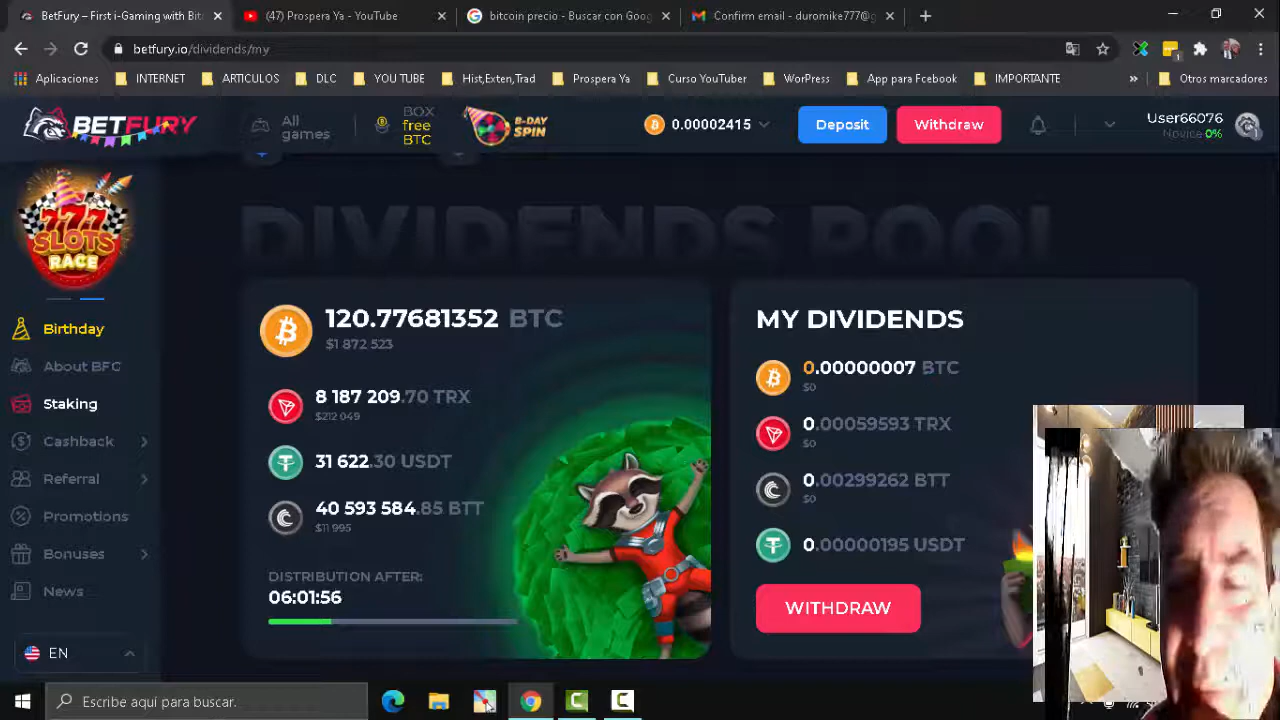 BetFury – First i-Gaming with Bit
(47) Prospera Ya - YouTube
bitcoin precio - Buscar con Goog
Confirm email - duromike777@g
betfury.io/dividends/my
1
Aplicaciones
INTERNET
ARTICULOS
DLC
YOU TUBE
Hist,Exten,Trad
Prospera Ya
Curso YouTuber
WorPress
App para Fcebook
IMPORTANTE
»
Otros marcadores
BETFURY
All games
BOX free BTC
B-DAY SPIN
0.00002415
Deposit
Withdraw
User66076
Novice 0%
777
SLOTS
RACE
Birthday
About BFC
Staking
Cashback
Referral
Promotions
Bonuses
News
EN
DIVIDENDS POOL
120.77681352 BTC
$1 872 523
8 187 209.70 TRX
$212 049
31 622.30 USDT
40 593 584.85 BTT
$11 995
DISTRIBUTION AFTER:
06:01:56
MY DIVIDENDS
0.00000007 BTC
$0
0.00059593 TRX
$0
0.00299262 BTT
$0
0.00000195 USDT
WITHDRAW
Escribe aquí para buscar.